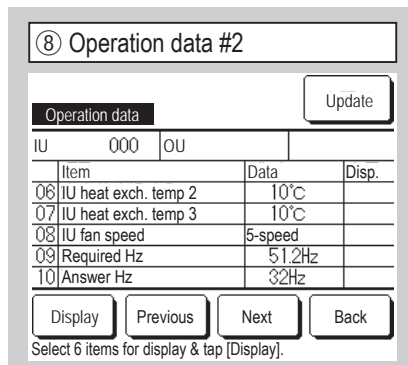 ⑧ Operation data #2
Update
Operation data
IU 000 OU
Item Data Disp.
06 IU heat exch. temp 2 10℃
07 IU heat exch. temp 3 10℃
08 IU fan speed 5-speed
09 Required Hz 51.2Hz
10 Answer Hz 32Hz
Display Previous Next Back
Select 6 items for display & tap [Display].